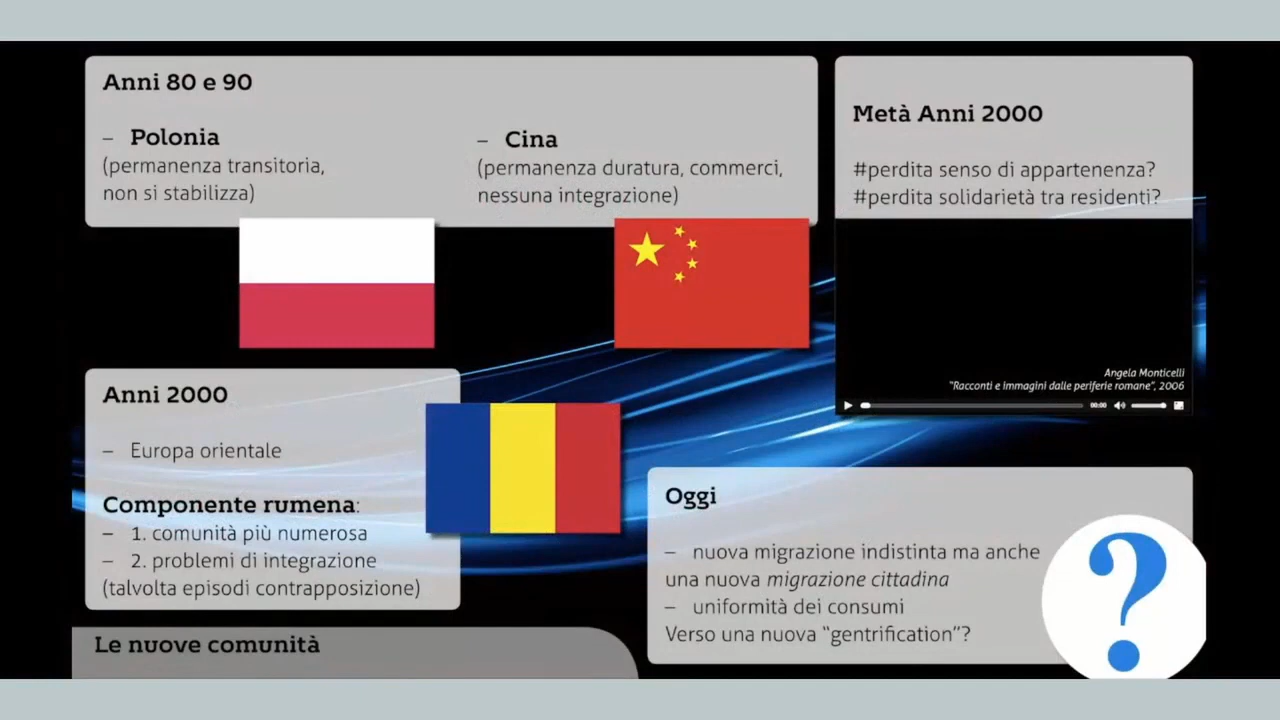 Anni 80 e 90
– Polonia
(permanenza transitoria,
non si stabilizza)
– Cina
(permanenza duratura, commerci,
nessuna integrazione)
Metà Anni 2000
#perdita senso di appartenenza?
#perdita solidarietà tra residenti?
Angela Monticelli
"Racconti e immagini dalle periferie romane", 2006
00:00
Anni 2000
– Europa orientale
Componente rumena:
– 1. comunità più numerosa
– 2. problemi di integrazione
(talvolta episodi contrapposizione)
Oggi
– nuova migrazione indistinta ma anche
una nuova migrazione cittadina
– uniformità dei consumi
Verso una nuova "gentrification"?
?
Le nuove comunità